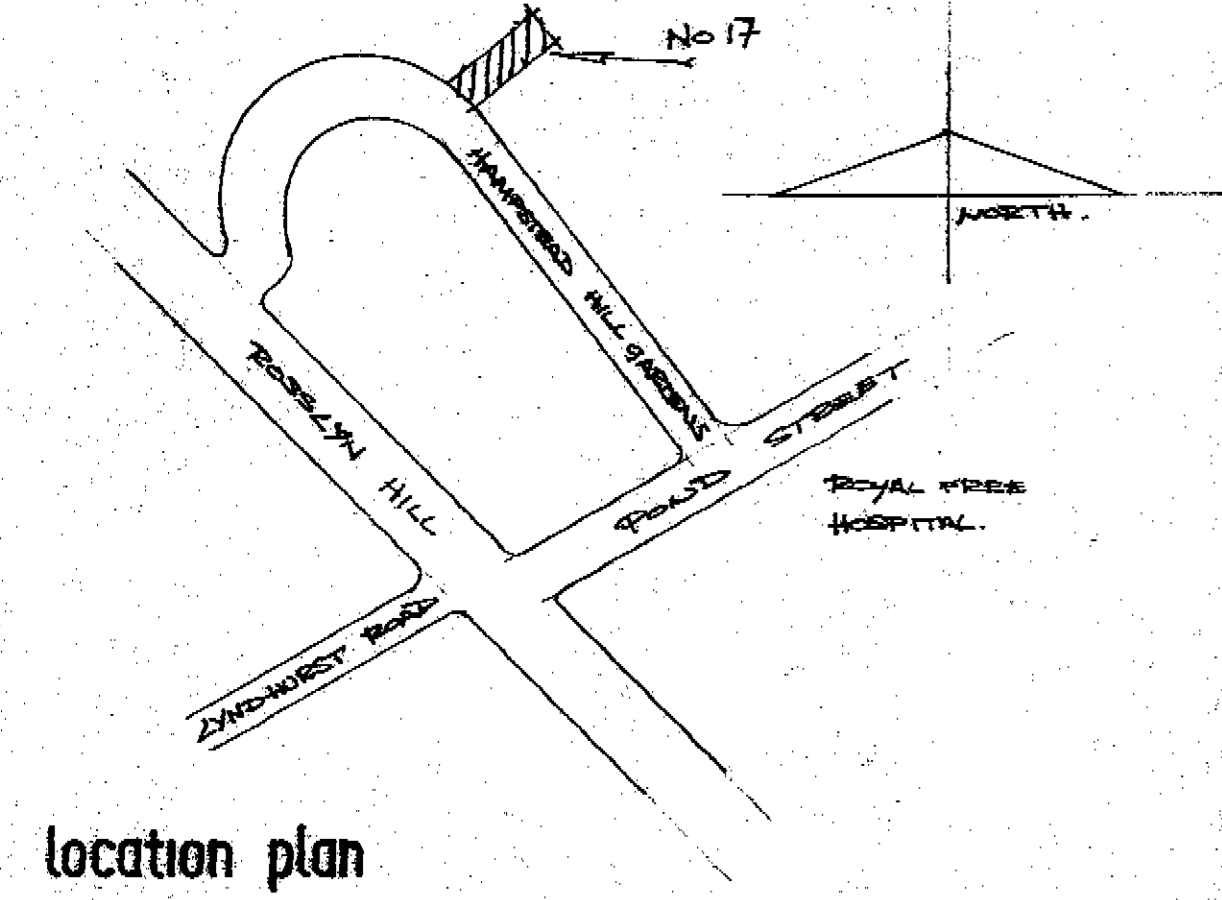 No 17
NORTH.
HAMPSTEAD HILL GARDENS
ROSSLYN HILL
POND STREET
ROYAL FREE
HOSPITAL.
LYNDHURST ROAD
location plan